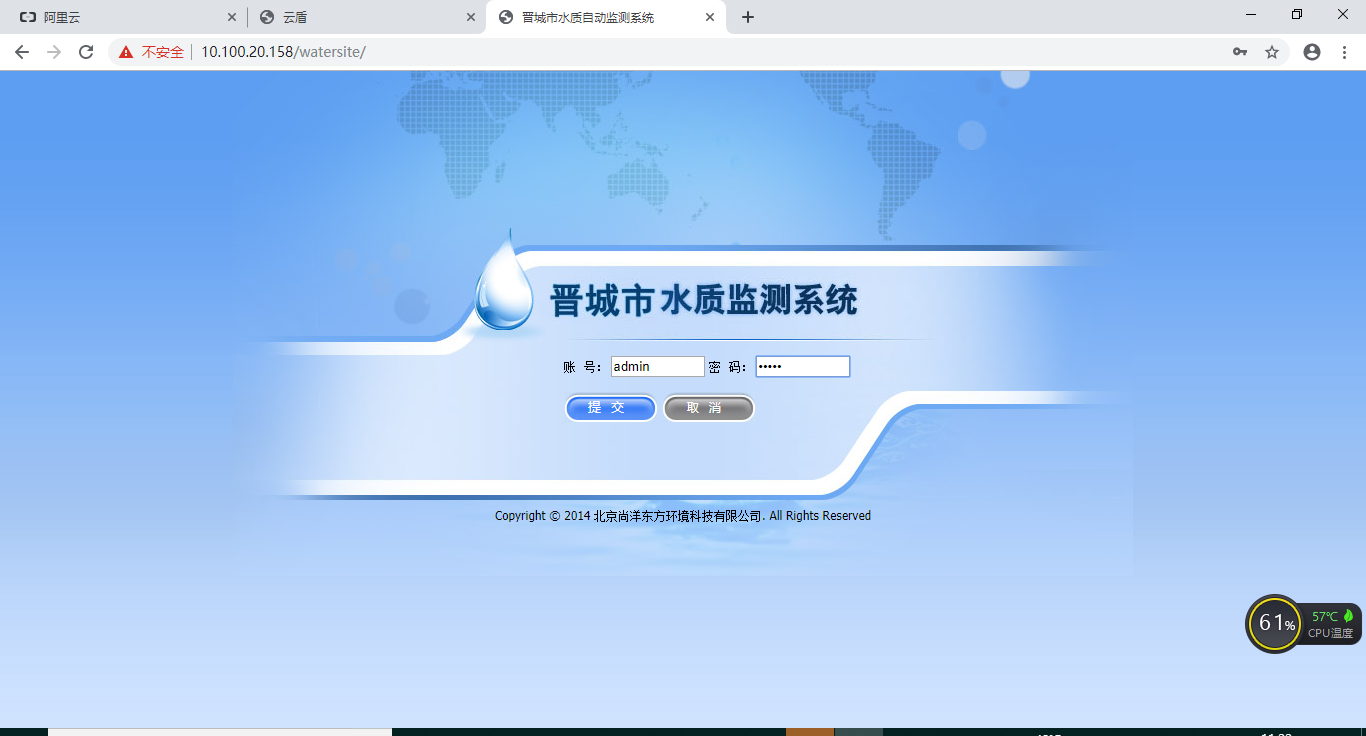 阿里云
云盾
晋城市水质自动监测系统
不安全
10.100.20.158/watersite/
晋城市水质监测系统
账 号： admin 密 码： •••••
提 交 取 消
Copyright © 2014 北京尚洋东方环境科技有限公司. All Rights Reserved
61%
57℃
CPU温度